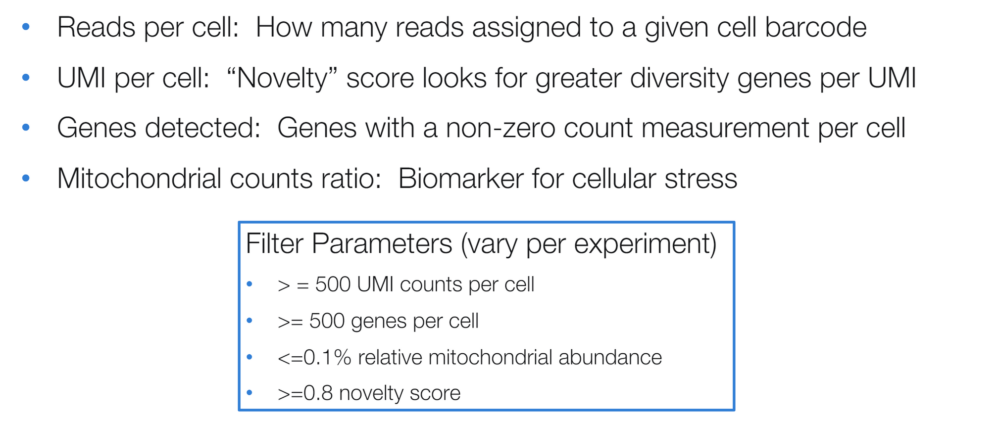 • Reads per cell: How many reads assigned to a given cell barcode
• UMI per cell: “Novelty” score looks for greater diversity genes per UMI
• Genes detected: Genes with a non-zero count measurement per cell
• Mitochondrial counts ratio: Biomarker for cellular stress
Filter Parameters (vary per experiment)
• > = 500 UMI counts per cell
• >= 500 genes per cell
• <=0.1% relative mitochondrial abundance
• >=0.8 novelty score